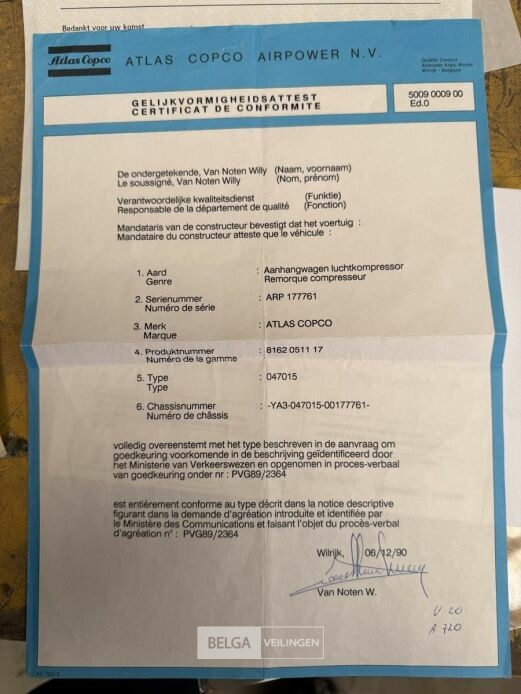 Bedankt voor uw komst
Atlas Copco
ATLAS COPCO AIRPOWER N.V.
Quality Control
Airpower Arpic Works
Wilrijk - Belgium
GELIJKVORMIGHEIDSATTEST
CERTIFICAT DE CONFORMITE
5009 0009 00
Ed.0
De ondergetekende, Van Noten Willy (Naam, voornaam)
Le soussigné, Van Noten Willy (Nom, prénom)
Verantwoordelijke kwaliteitsdienst (Funktie)
Responsable de la départment de qualité (Fonction)
Mandataris van de constructeur bevestigt dat het voertuig :
Mandataire du constructeur atteste que le véhicule :
1. Aard : Aanhangwagen luchtkompressor
Genre Remorque compresseur
2. Serienummer : ARP 177761
Numéro de série
3. Merk : ATLAS COPCO
Marque
4. Produktnummer : 8162 0511 17
Numéro de la gamme
5. Type : 047015
Type
6. Chassisnummer : -YA3-047015-00177761-
Numéro de châssis
volledig overeenstemt met het type beschreven in de aanvraag om
goedkeuring voorkomende in de beschrijving geïdentificeerd door
het Ministerie van Verkeerswezen en opgenomen in proces-verbaal
van goedkeuring onder nr : PVG89/2364
est entièrement conforme au type décrit dans la notice descriptive
figurant dans la demande d'agréation introduite et identifiée par
le Ministère des Communications et faisant l'objet du procès-verbal
d'agréation n° : PVG89/2364
Wilrijk, 06/12/90
Van Noten W.
V 20
A 720
BELGA VEILINGEN